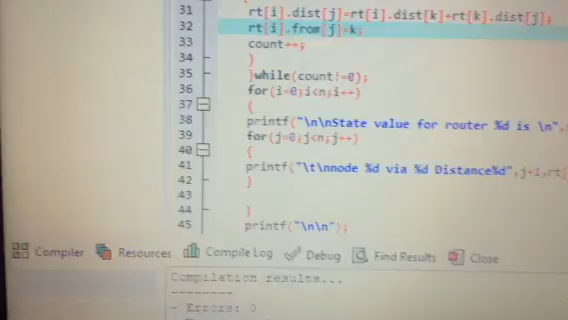 31 rt[i].dist[j]=rt[i].dist[k]+rt[k].dist[j];
32 rt[i].from[j]=k;
33 count++;
34 }
35 }while(count!=0);
36 for(i=0;i<n;i++)
37 {
38 printf("\n\nState value for router %d is \n",
39 for(j=0;j<n;j++)
40 {
41 printf("\t\nnode %d via %d Distance%d",j+1,rt[
42 }
43
44 }
45 printf("\n\n");
Compiler Resources Compile Log Debug Find Results Close
Compilation results...
--------
- Errors: 0